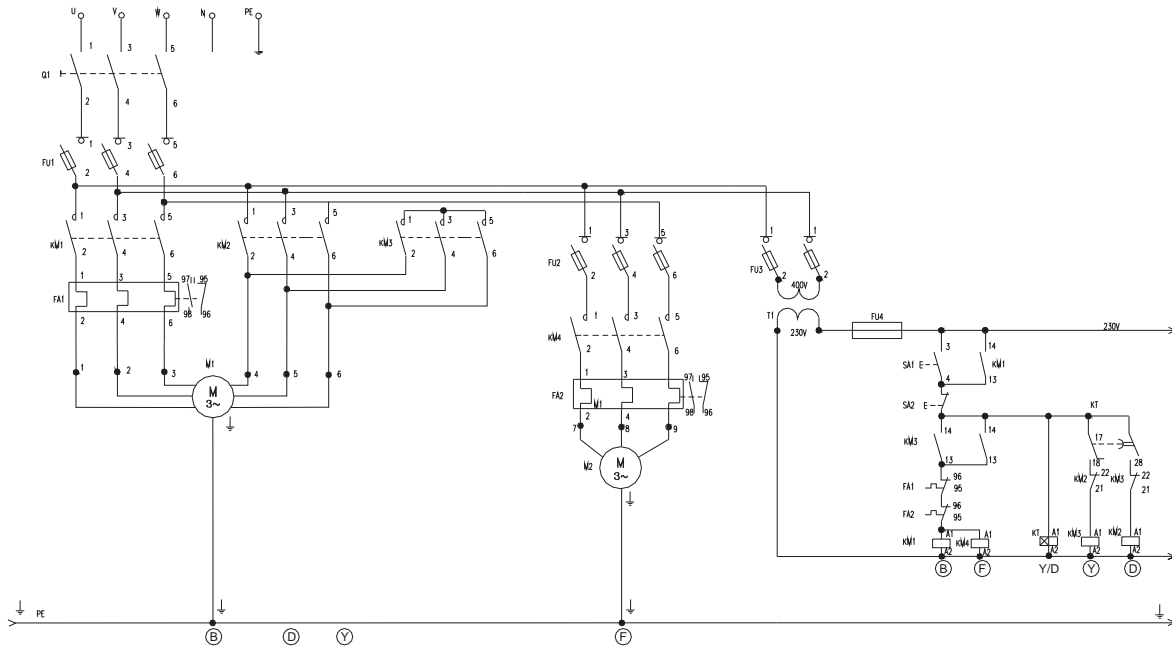 U V W N PE
1 3 5
Q1
2 4 6
1 3 5
FU1
2 4 6
1 3 5 1 3 5 1 5
KM1 KM2 KM3 3
2 4 6 2 4 6 2 4 6
1 3 5 97 95
FA1
2 4 6 98 96
M1
1 2 3 4 5 6
M
3~
1 3 5
FU2
2 4 6
1 3 5
KM4
2 4 6
1 3 5 97 95
FA2 M1
2 4 98 96
7 8 9
M2 M
3~
1 1
FU3
2 2
400V
T1
230V
FU4
230V
3 14
SA1 E KM1
4 13
SA2 E
KT
14 14
KM3
13 13
17
18 28
96
FA1
95
KM2 22 KM3 22
21 21
96
FA2
95
KM1 A1 KM4 A1 KT A1 KM3 A1 KM2 A1
A2 A2 A2 A2 A2
B F Y/D Y D
PE
B D Y F